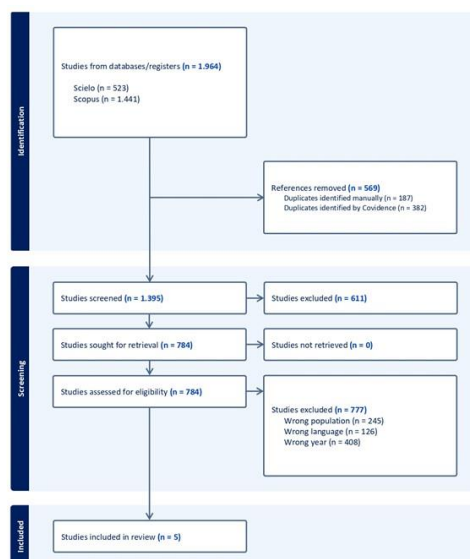 Identification
Studies from databases/registers (n = 1.964)
Scielo (n = 523)
Scopus (n = 1.441)
References removed (n = 569)
Duplicates identified manually (n = 187)
Duplicates identified by Covidence (n = 382)
Screening
Studies screened (n = 1.395)
Studies excluded (n = 611)
Studies sought for retrieval (n = 784)
Studies not retrieved (n = 0)
Studies assessed for eligibility (n = 784)
Studies excluded (n = 777)
Wrong population (n = 245)
Wrong language (n = 126)
Wrong year (n = 408)
Included
Studies included in review (n = 5)